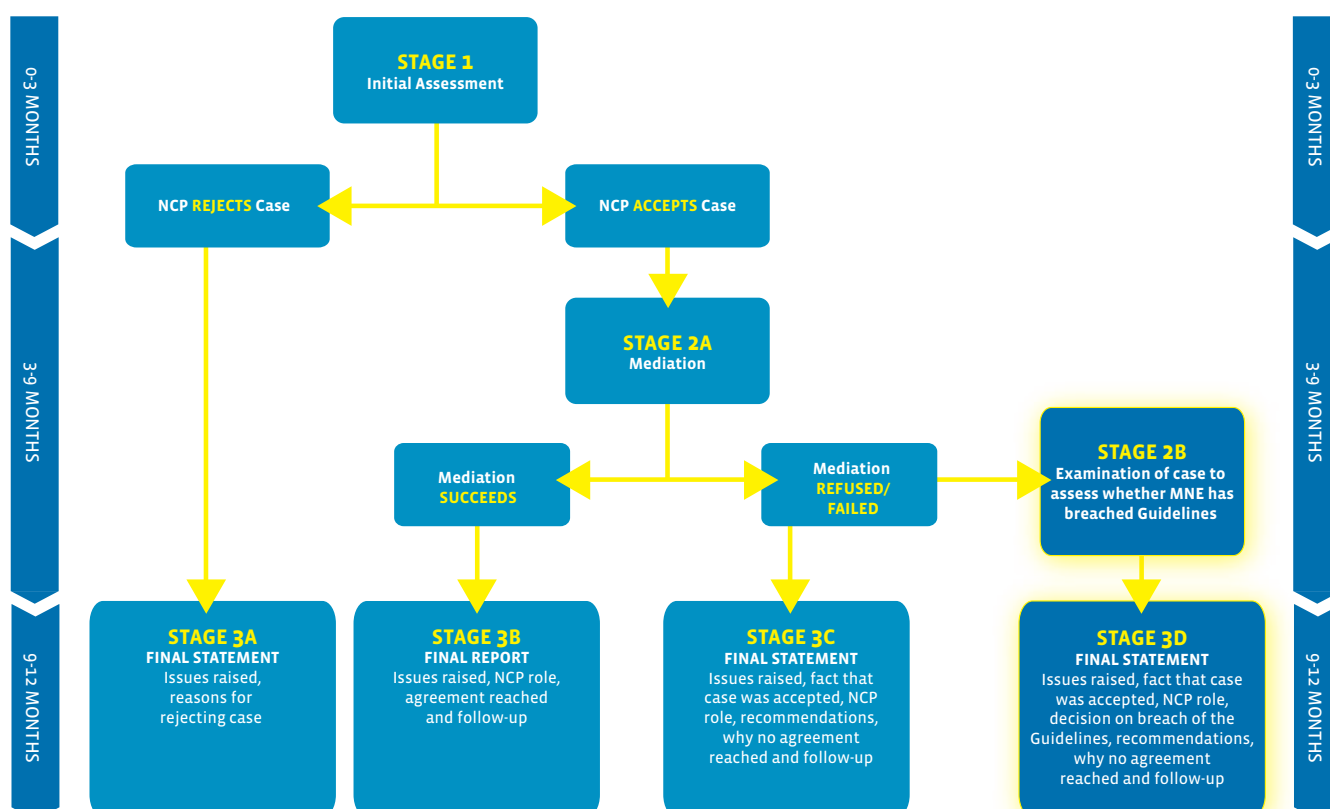 0-3 MONTHS
0-3 MONTHS
STAGE 1
Initial Assessment
NCP REJECTS Case
NCP ACCEPTS Case
3-9 MONTHS
3-9 MONTHS
STAGE 2A
Mediation
Mediation
SUCCEEDS
Mediation
REFUSED/
FAILED
STAGE 2B
Examination of case to
assess whether MNE has
breached Guidelines
9-12 MONTHS
9-12 MONTHS
STAGE 3A
FINAL STATEMENT
Issues raised,
reasons for
rejecting case
STAGE 3B
FINAL REPORT
Issues raised, NCP role,
agreement reached
and follow-up
STAGE 3C
FINAL STATEMENT
Issues raised, fact that
case was accepted, NCP
role, recommendations,
why no agreement
reached and follow-up
STAGE 3D
FINAL STATEMENT
Issues raised, fact that case
was accepted, NCP role,
decision on breach of the
Guidelines, recommendations,
why no agreement
reached and follow-up